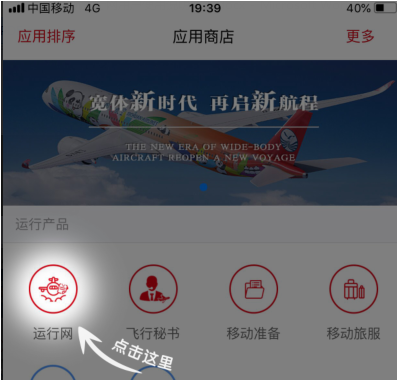 中国移动 4G 19:39 40%
应用排序 应用商店 更多
宽体新时代 再启新航程
THE NEW ERA OF WIDE-BODY
AIRCRAFT REOPEN A NEW VOYAGE
运行产品
运行网 飞行秘书 移动准备 移动旅服
点击这里